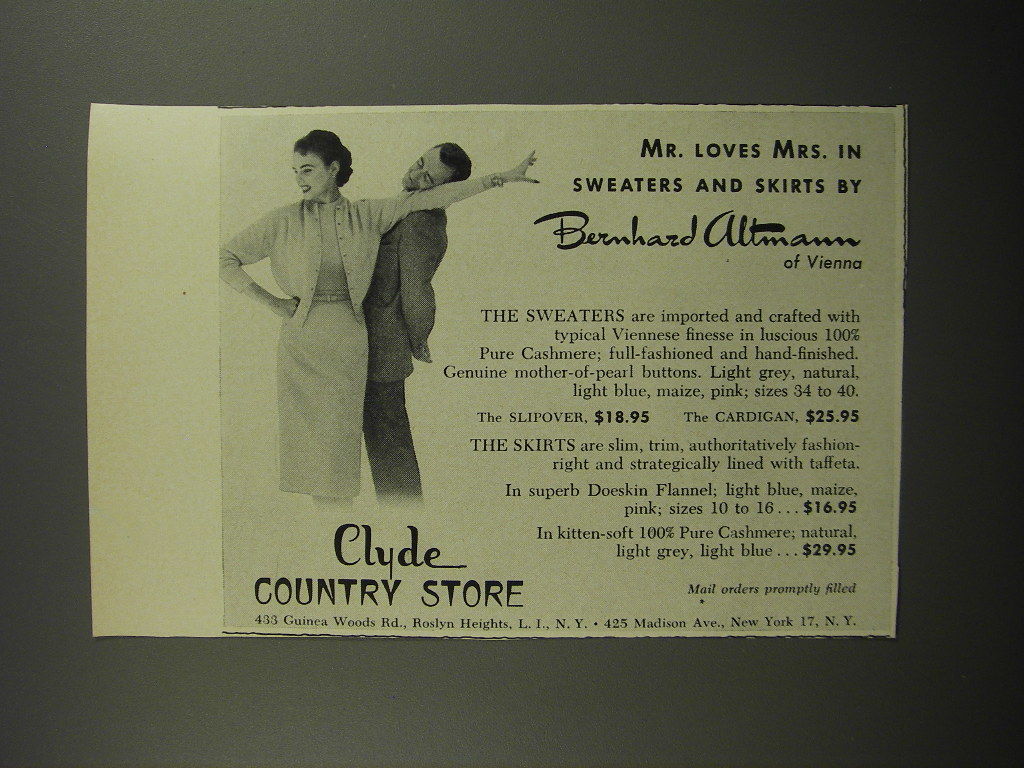 MR. LOVES MRS. IN
SWEATERS AND SKIRTS BY
Bernhard Altmann
of Vienna
THE SWEATERS are imported and crafted with
typical Viennese finesse in luscious 100%
Pure Cashmere; full-fashioned and hand-finished.
Genuine mother-of-pearl buttons. Light grey, natural,
light blue, maize, pink; sizes 34 to 40.
The SLIPOVER, $18.95 The CARDIGAN, $25.95
THE SKIRTS are slim, trim, authoritatively fashion-
right and strategically lined with taffeta.
In superb Doeskin Flannel; light blue, maize,
pink; sizes 10 to 16... $16.95
In kitten-soft 100% Pure Cashmere; natural,
light grey, light blue... $29.95
Clyde
COUNTRY STORE
Mail orders promptly filled
433 Guinea Woods Rd., Roslyn Heights, L. I., N. Y. • 425 Madison Ave., New York 17, N. Y.